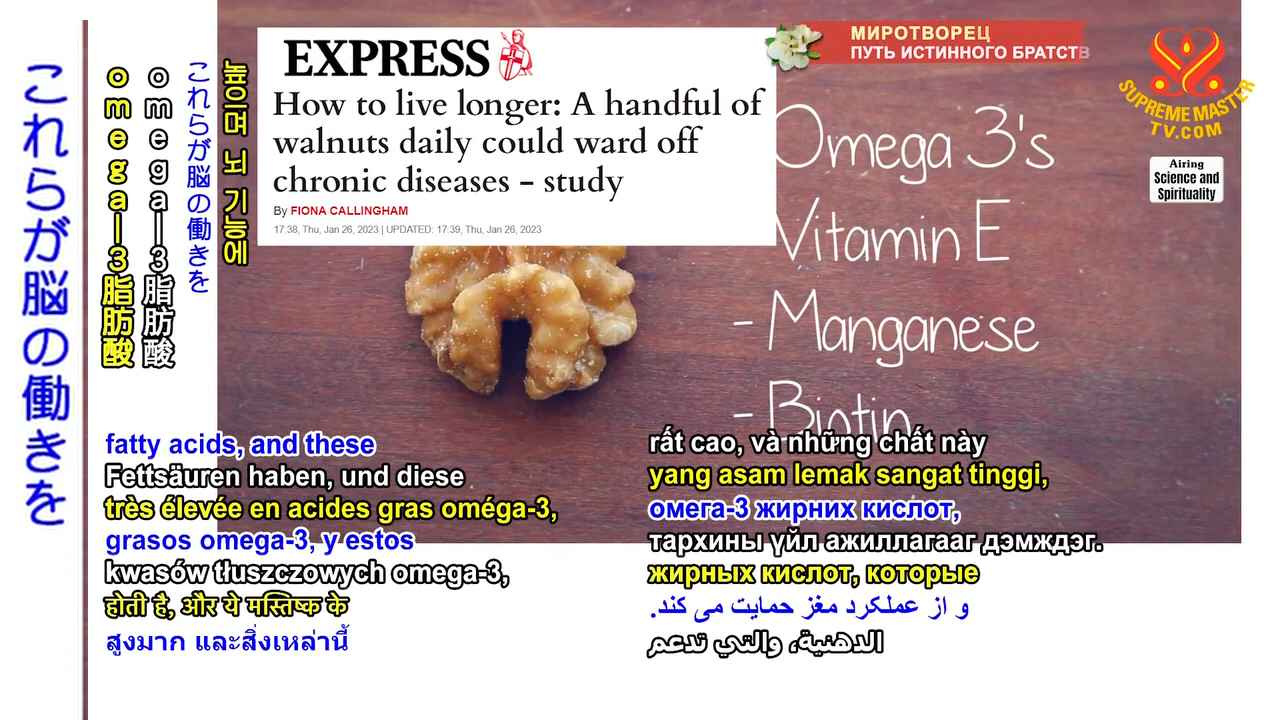 EXPRESS
How to live longer: A handful of
walnuts daily could ward off
chronic diseases – study
By FIONA CALLINGHAM
17:38, Thu, Jan 26, 2023 | UPDATED: 17:39, Thu, Jan 26, 2023
МИРОТВОРЕЦ
ПУТЬ ИСТИННОГО БРАТСТВ
SUPREME MASTER
TV.COM
Airing
Science and
Spirituality
Omega 3's
Vitamin E
- Manganese
- Biotin
높으며 뇌 기능에
これらが脳の働きを
omega-3脂肪酸
omega-3脂肪酸
これらが脳の働きを
fatty acids, and these
Fettsäuren haben, und diese
très élevée en acides gras oméga-3,
grasos omega-3, y estos
kwasów tłuszczowych omega-3,
होती है, और ये मस्तिष्क के
สูงมาก และสิ่งเหล่านี้
rất cao, và những chất này
yang asam lemak sangat tinggi,
омега-3 жирних кислот,
тархины үйл ажиллагааг дэмждэг.
жирных кислот, которые
و از عملکرد مغز حمایت می کند.
الدهنية، والتي تدعم